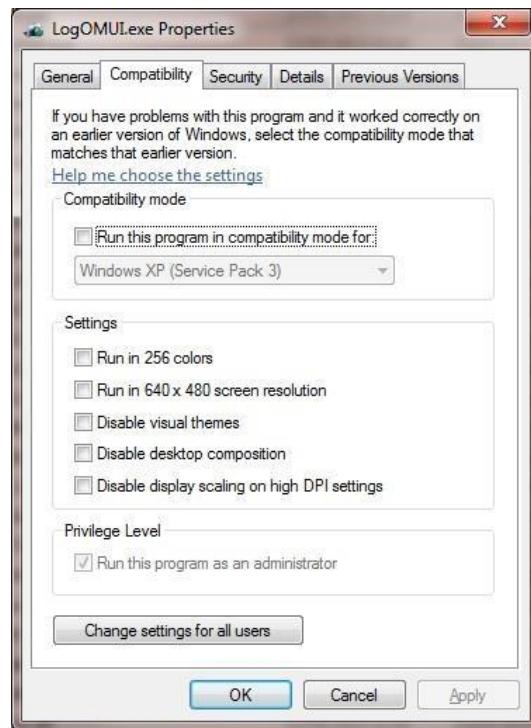 LogOMUI.exe Properties
General Compatibility Security Details Previous Versions
If you have problems with this program and it worked correctly on
an earlier version of Windows, select the compatibility mode that
matches that earlier version.
Help me choose the settings
Compatibility mode
Run this program in compatibility mode for:
Windows XP (Service Pack 3)
Settings
Run in 256 colors
Run in 640 x 480 screen resolution
Disable visual themes
Disable desktop composition
Disable display scaling on high DPI settings
Privilege Level
Run this program as an administrator
Change settings for all users
OK Cancel Apply